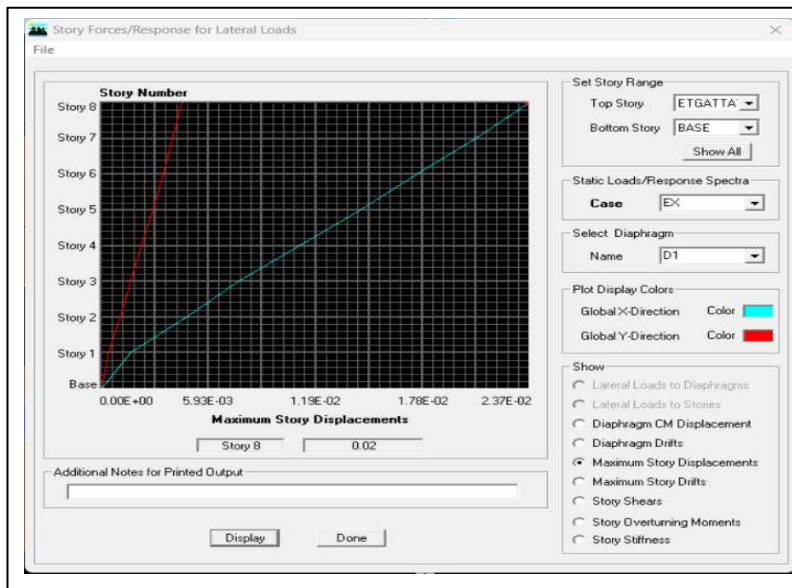 Story Forces/Response for Lateral Loads
File
Story Number
Story 8
Story 7
Story 6
Story 5
Story 4
Story 3
Story 2
Story 1
Base
0.00E+00 5.93E-03 1.19E-02 1.78E-02 2.37E-02
Maximum Story Displacements
Story 8 0.02
Additional Notes for Printed Output
Display Done
Set Story Range
Top Story ETGATTA
Bottom Story BASE
Show All
Static Loads/Response Spectra
Case EX
Select Diaphragm
Name D1
Plot Display Colors
Global X-Direction Color
Global Y-Direction Color
Show
Lateral Loads to Diaphragms
Lateral Loads to Stories
Diaphragm CM Displacement
Diaphragm Drifts
Maximum Story Displacements
Maximum Story Drifts
Story Shears
Story Overturning Moments
Story Stiffness